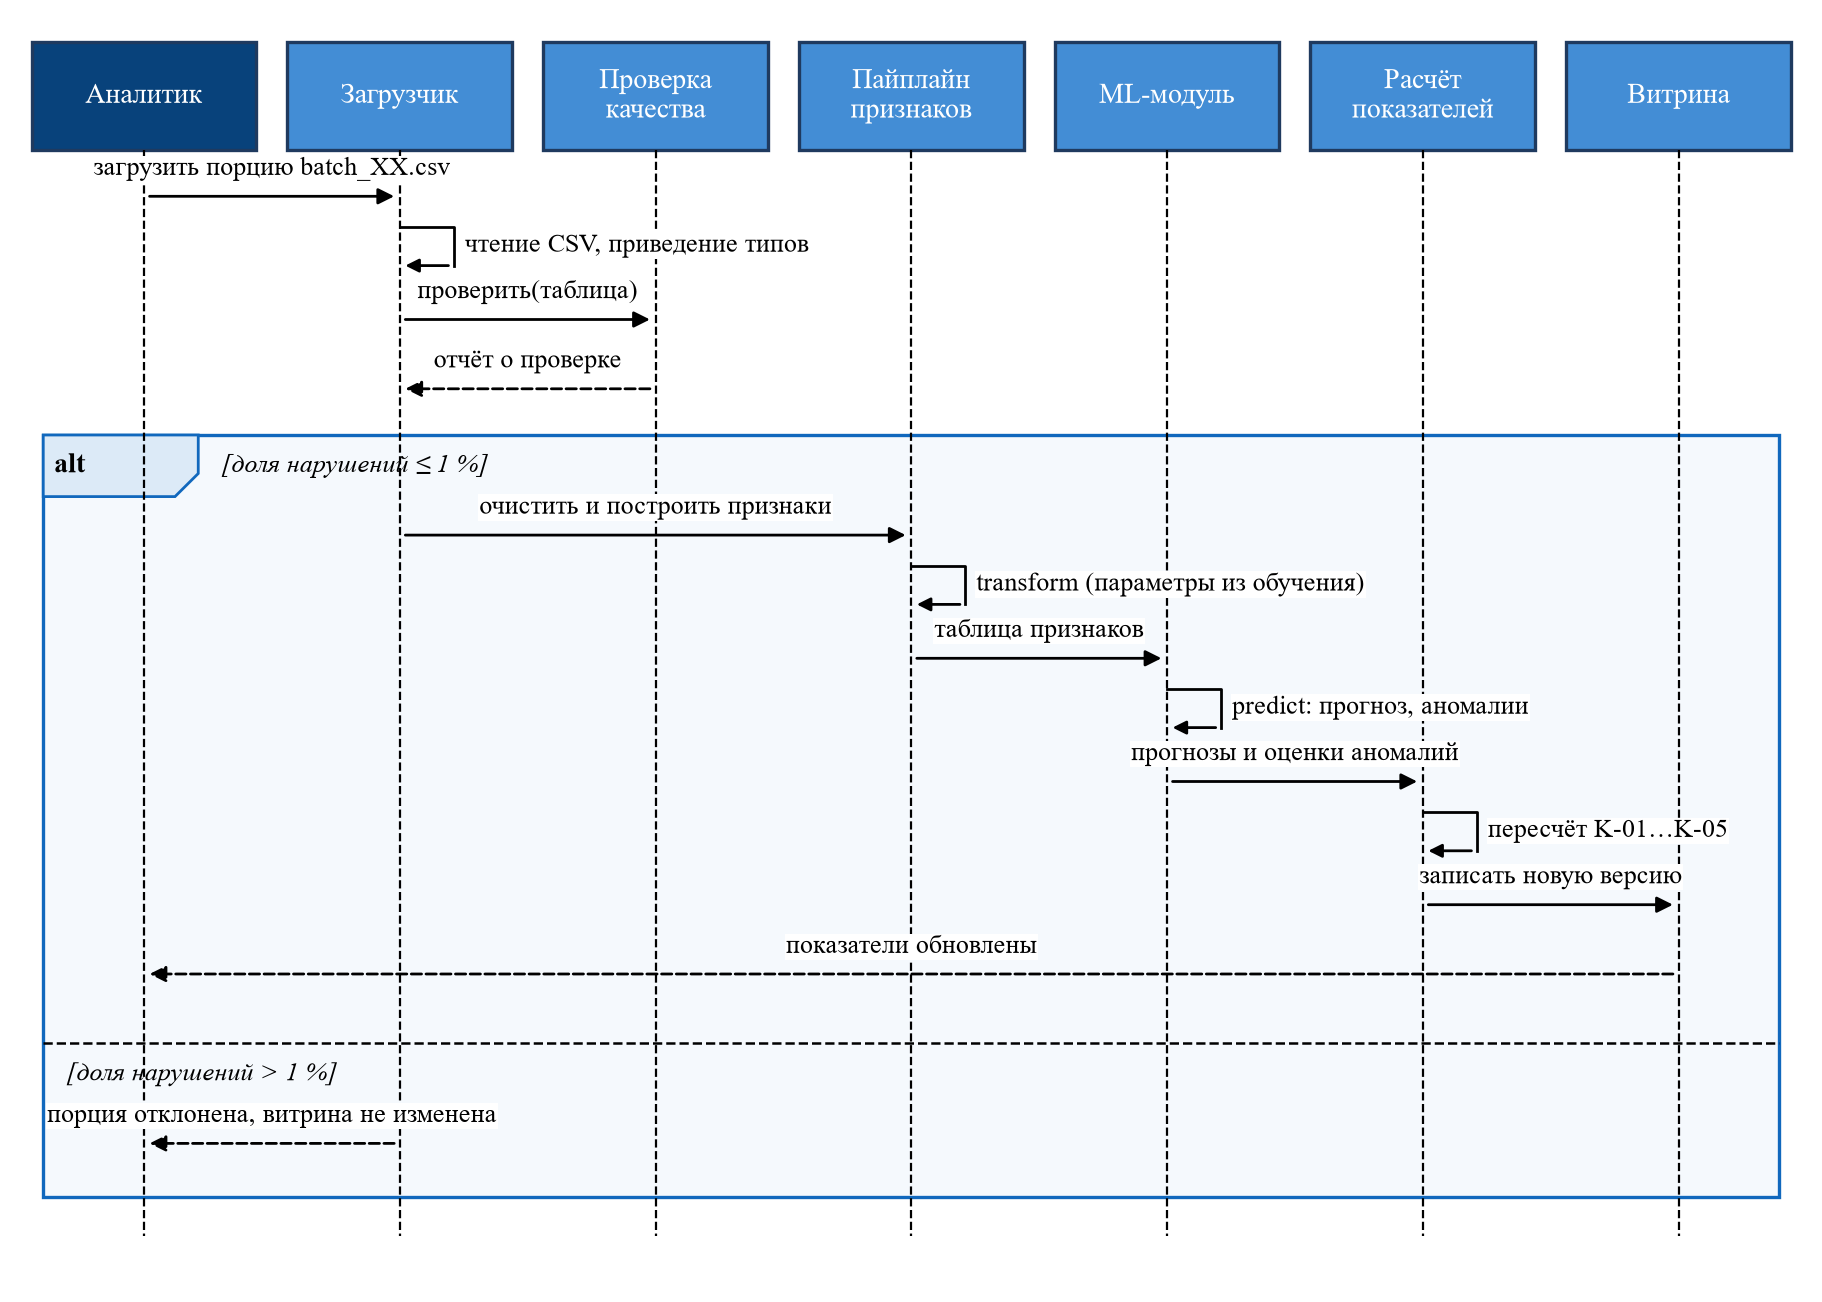 Аналитик
Загрузчик
Проверка
качества
Пайплайн
признаков
ML-модуль
Расчёт
показателей
Витрина
загрузить порцию batch_XX.csv
чтение CSV, приведение типов
проверить(таблица)
отчёт о проверке
alt
[доля нарушений ≤ 1 %]
очистить и построить признаки
transform (параметры из обучения)
таблица признаков
predict: прогноз, аномалии
прогнозы и оценки аномалий
пересчёт K-01…K-05
записать новую версию
показатели обновлены
[доля нарушений > 1 %]
порция отклонена, витрина не изменена